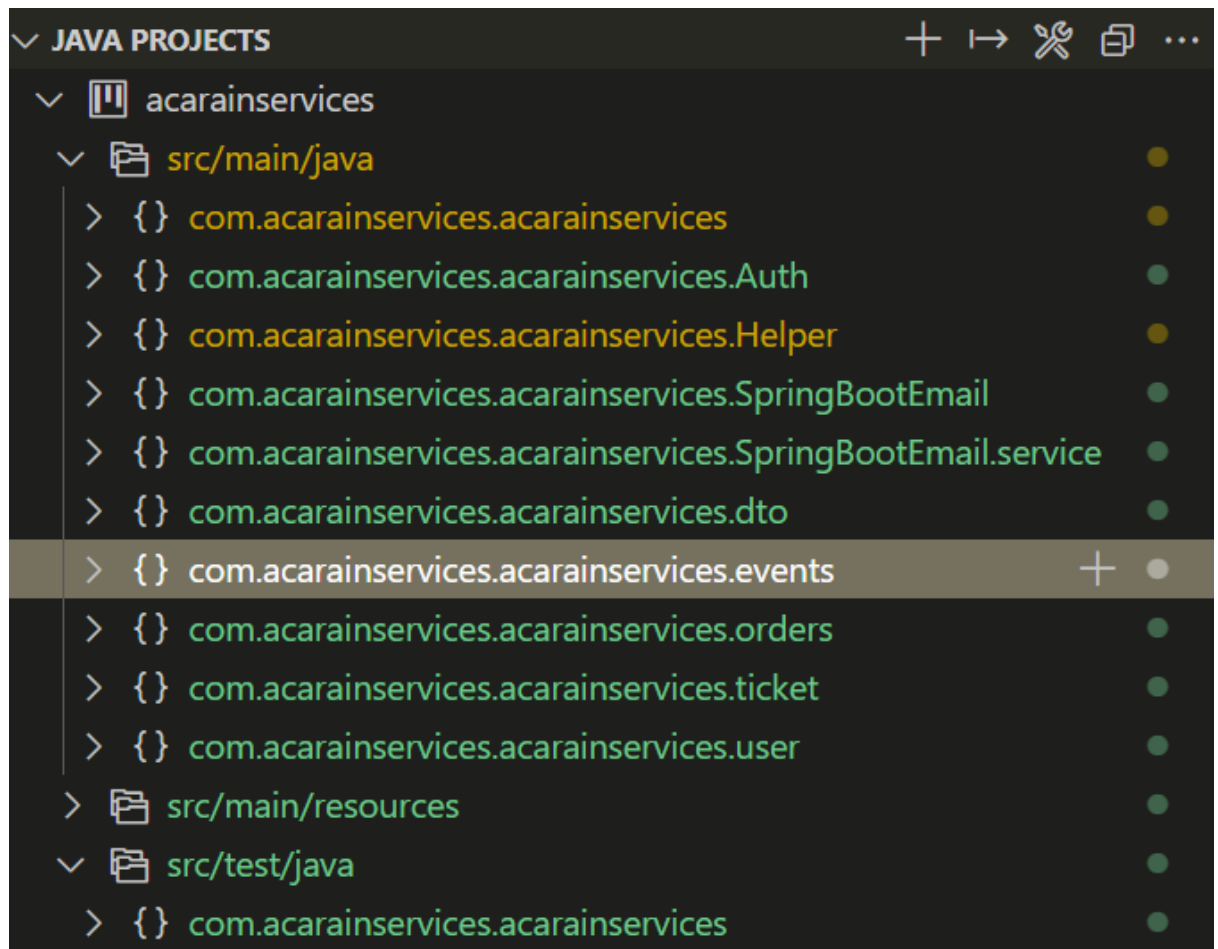 JAVA PROJECTS
acarainservices
src/main/java
{} com.acarainservices.acarainservices
{} com.acarainservices.acarainservices.Auth
{} com.acarainservices.acarainservices.Helper
{} com.acarainservices.acarainservices.SpringBootEmail
{} com.acarainservices.acarainservices.SpringBootEmail.service
{} com.acarainservices.acarainservices.dto
{} com.acarainservices.acarainservices.events
{} com.acarainservices.acarainservices.orders
{} com.acarainservices.acarainservices.ticket
{} com.acarainservices.acarainservices.user
src/main/resources
src/test/java
{} com.acarainservices.acarainservices